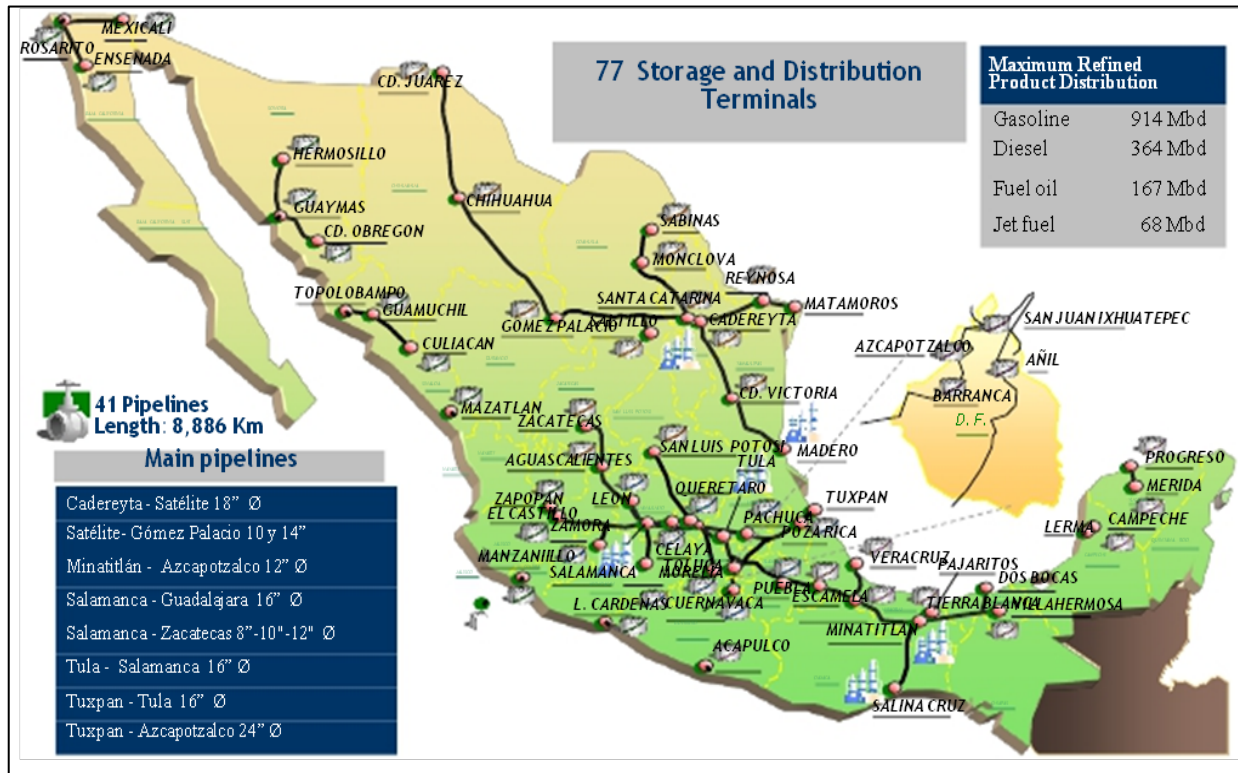 MEXICALI
ROSARITO
ENSENADA
CD. JUAREZ
77 Storage and Distribution
Terminals
Maximum Refined
Product Distribution
Gasoline 914 Mbd
Diesel 364 Mbd
Fuel oil 167 Mbd
Jet fuel 68 Mbd
HERMOSILLO
GUAYMAS
CD. OBREGON
CHIHUAHUA
SABINAS
MONCLOVA
REYNOSA
TOPOLOBAMPO
GUAMUCHIL
CULIACAN
SANTA CATARINA
MATAMOROS
GOMEZ PALACIO
CADEREYTA
SAN JUAN IXHUATEPEC
AZCAPOTZALCO
AÑIL
BARRANCA
D. F.
CD. VICTORIA
41 Pipelines
Length: 8,886 Km
MAZATLAN
ZACATECAS
SAN LUIS POTOSI
MADERO
AGUASCALIENTES
TULA
PROGRESO
MERIDA
Main pipelines
ZAPOPAN
EL CASTILLO
LEON
QUERETARO
TUXPAN
PACHUCA
POZA RICA
LERMA
CAMPECHE
ZAMORA
MANZANILLO
CELAYA
TOLUCA
SALAMANCA
MORELIA
VERACRUZ
PAJARITOS
PUEBLA
ESCAMELA
DOS BOCAS
L. CARDENAS
CUERNAVACA
TIERRA BLANCA
VILLAHERMOSA
MINATITLAN
ACAPULCO
SALINA CRUZ
Cadereyta - Satélite 18” Ø
Satélite- Gómez Palacio 10 y 14”
Minatitlán - Azcapotzalco 12” Ø
Salamanca - Guadalajara 16” Ø
Salamanca - Zacatecas 8”-10"-12" Ø
Tula - Salamanca 16” Ø
Tuxpan - Tula 16” Ø
Tuxpan - Azcapotzalco 24” Ø